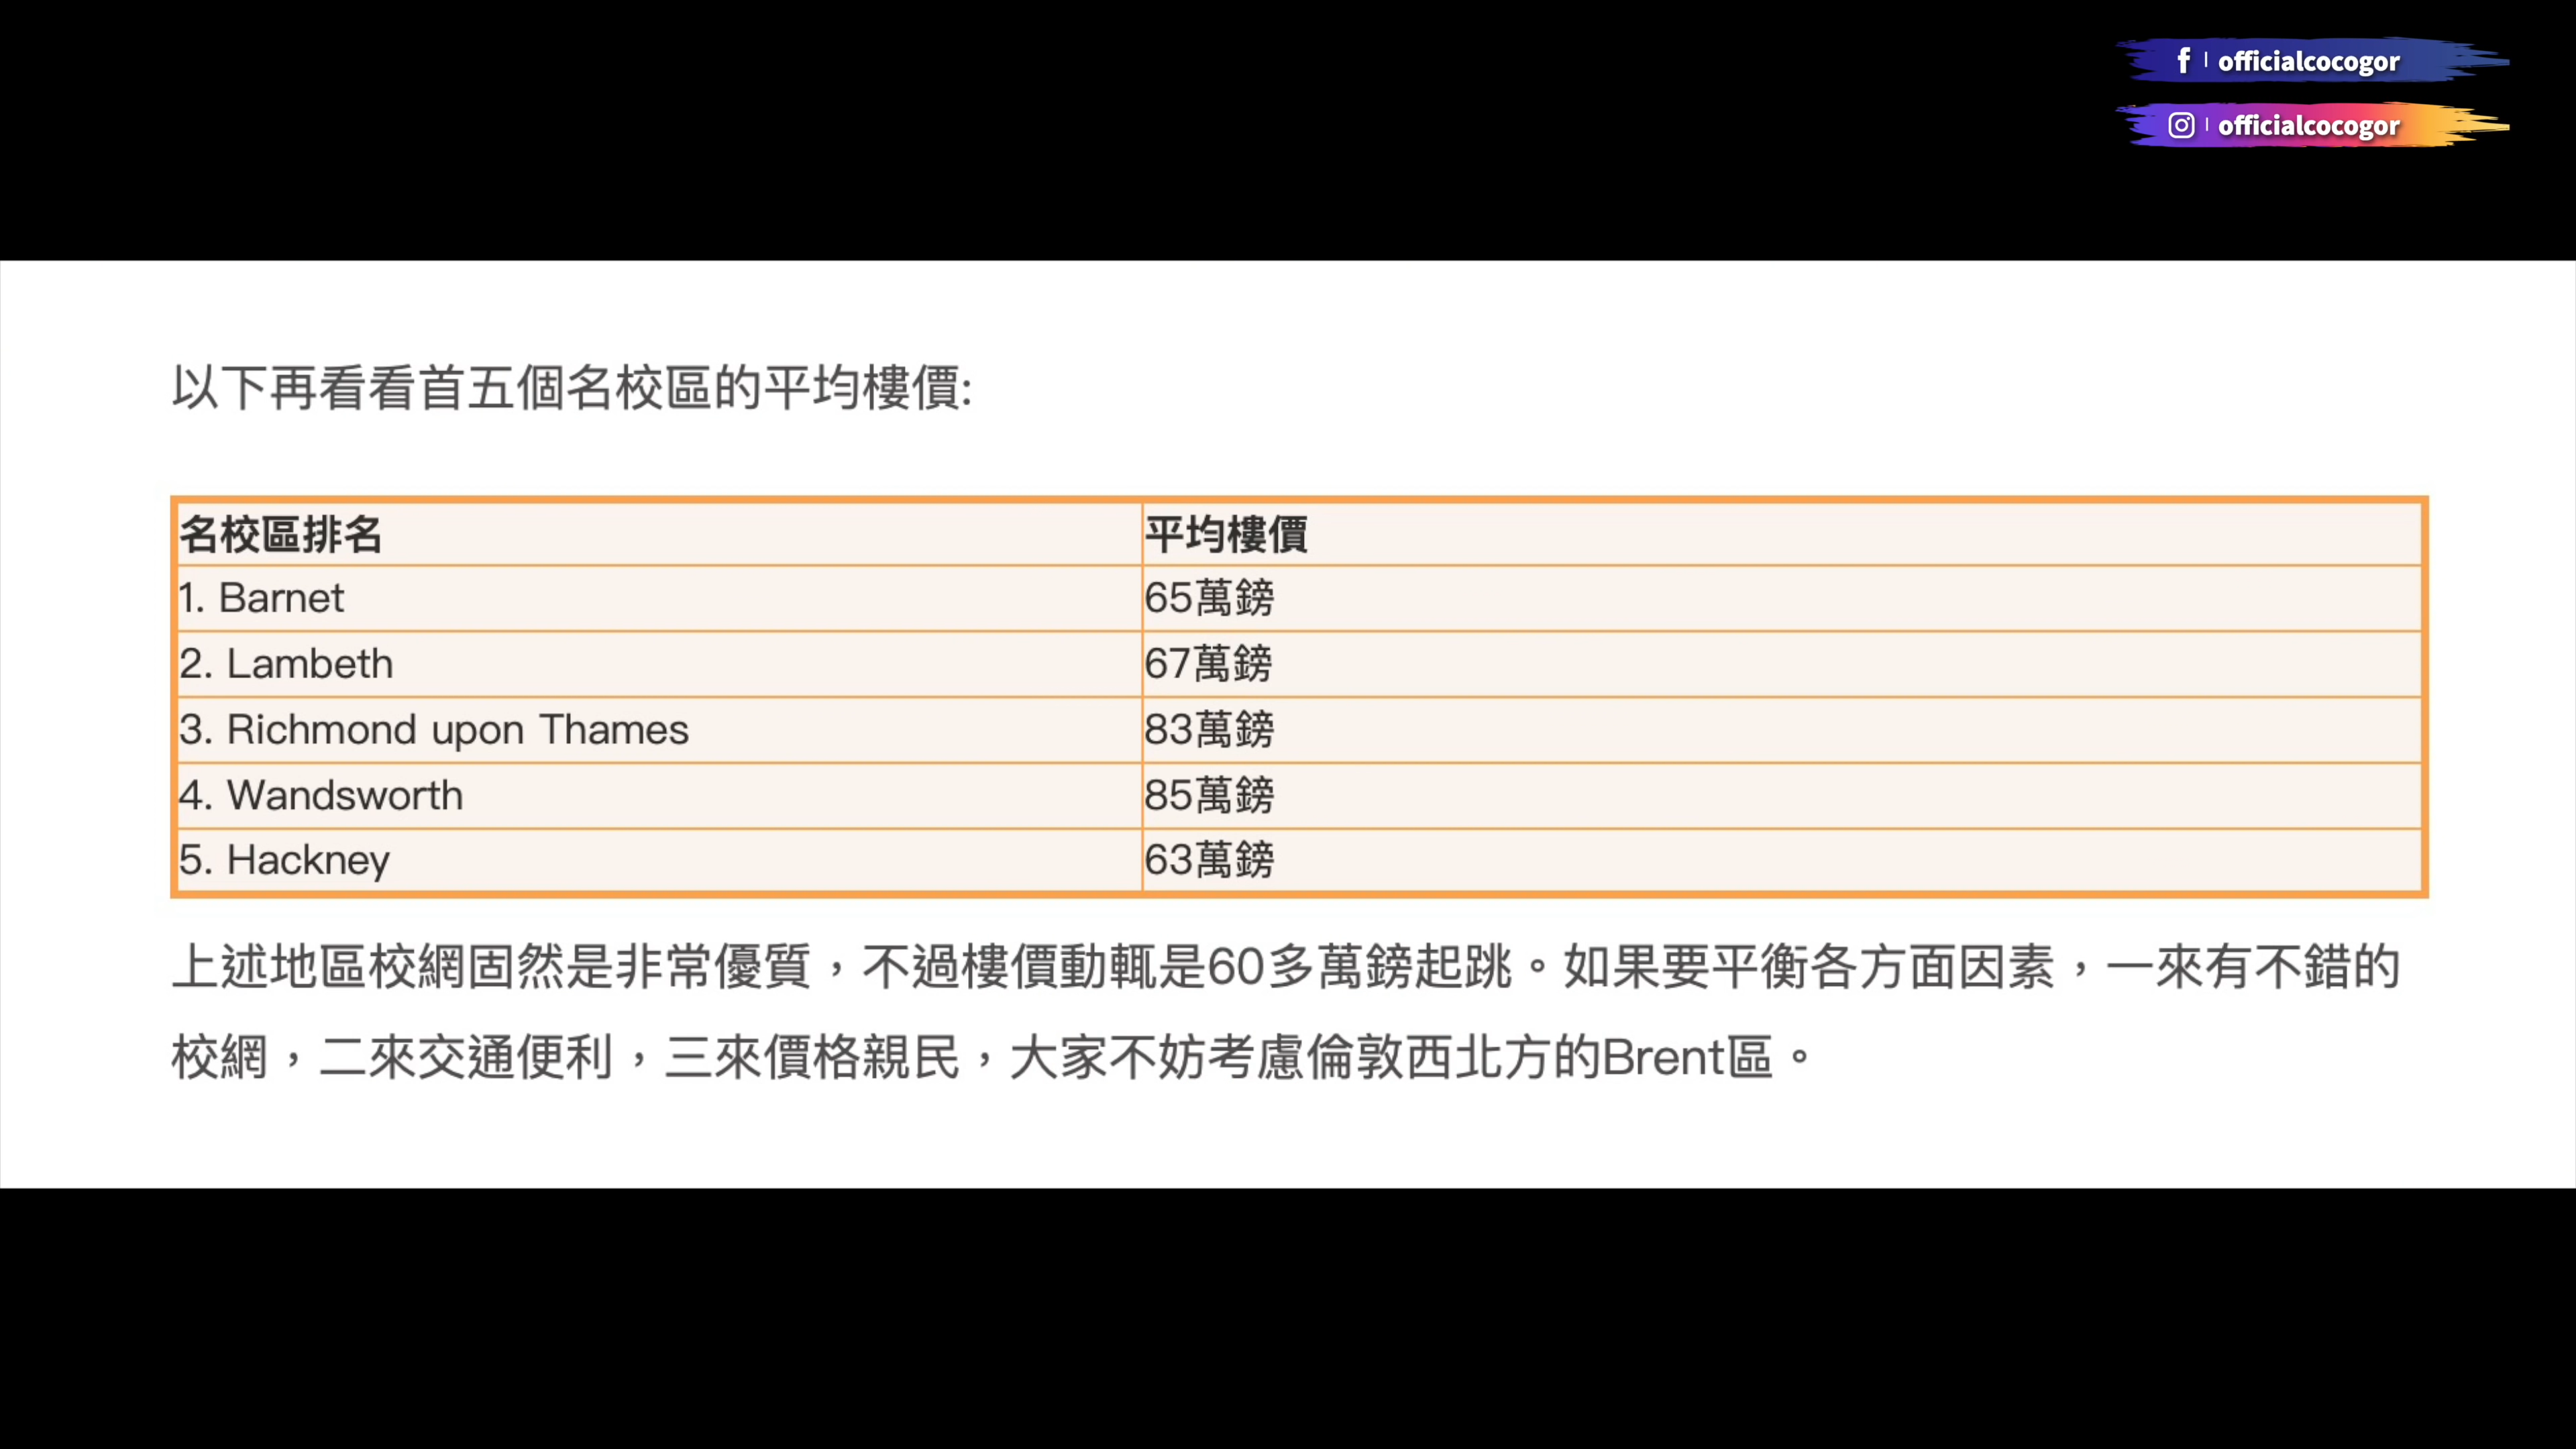 f | officialcocogor
officialcocogor
以下再看看首五個名校區的平均樓價:
名校區排名 平均樓價
1. Barnet 65萬鎊
2. Lambeth 67萬鎊
3. Richmond upon Thames 83萬鎊
4. Wandsworth 85萬鎊
5. Hackney 63萬鎊
上述地區校網固然是非常優質，不過樓價動輒是60多萬鎊起跳。如果要平衡各方面因素，一來有不錯的
校網，二來交通便利，三來價格親民，大家不妨考慮倫敦西北方的Brent區。